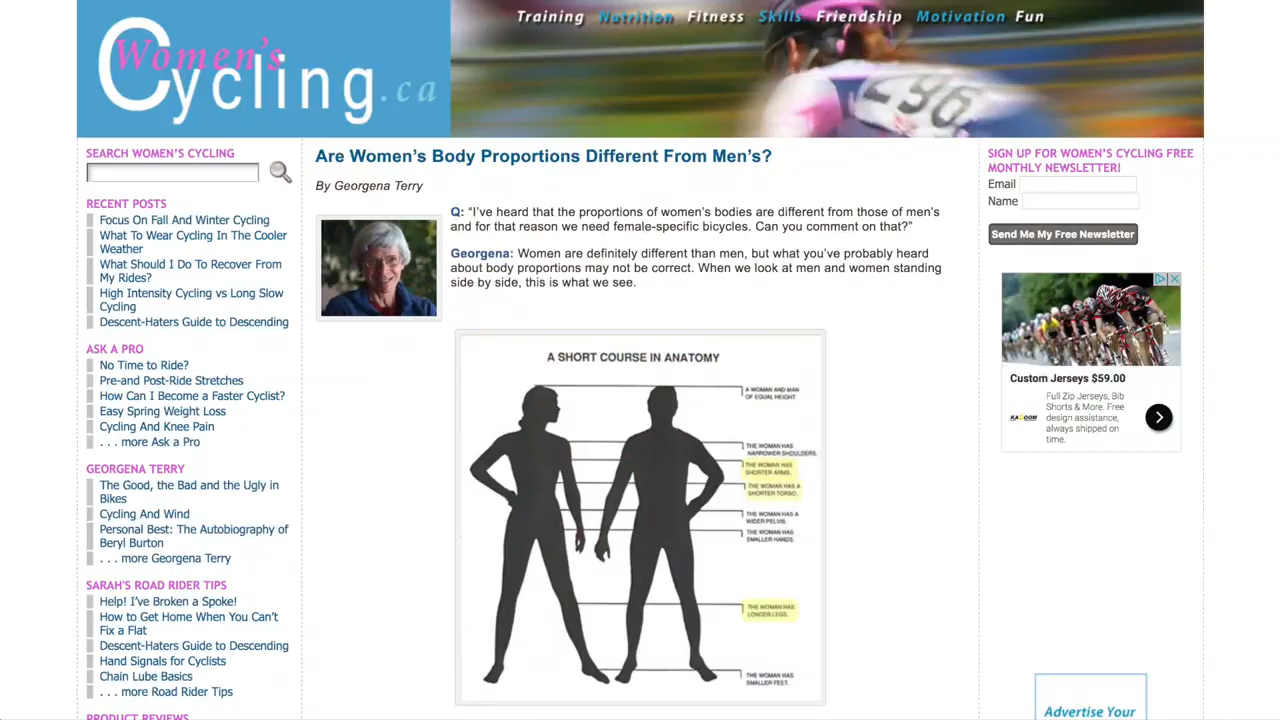 Training Nutrition Fitness Skills Friendship Motivation Fun
Women's
Cycling.ca
296
SEARCH WOMEN'S CYCLING
RECENT POSTS
Focus On Fall And Winter Cycling
What To Wear Cycling In The Cooler
Weather
What Should I Do To Recover From
My Rides?
High Intensity Cycling vs Long Slow
Cycling
Descent-Haters Guide to Descending
ASK A PRO
No Time to Ride?
Pre-and Post-Ride Stretches
How Can I Become a Faster Cyclist?
Easy Spring Weight Loss
Cycling And Knee Pain
. . . more Ask a Pro
GEORGENA TERRY
The Good, the Bad and the Ugly in
Bikes
Cycling And Wind
Personal Best: The Autobiography of
Beryl Burton
. . . more Georgena Terry
SARAH'S ROAD RIDER TIPS
Help! I've Broken a Spoke!
How to Get Home When You Can't
Fix a Flat
Descent-Haters Guide to Descending
Hand Signals for Cyclists
Chain Lube Basics
. . . more Road Rider Tips
PRODUCT REVIEWS
Are Women's Body Proportions Different From Men's?
By Georgena Terry
Q: "I've heard that the proportions of women's bodies are different from those of men's
and for that reason we need female-specific bicycles. Can you comment on that?"
Georgena: Women are definitely different than men, but what you've probably heard
about body proportions may not be correct. When we look at men and women standing
side by side, this is what we see.
A SHORT COURSE IN ANATOMY
A WOMAN AND MAN
OF EQUAL HEIGHT.
THE WOMAN HAS
NARROWER SHOULDERS.
THE WOMAN HAS
SHORTER ARMS.
THE WOMAN HAS A
SHORTER TORSO.
THE WOMAN HAS A
WIDER PELVIS.
THE WOMAN HAS
SMALLER HANDS.
THE WOMAN HAS
LONGER LEGS.
THE WOMAN HAS
SMALLER FEET.
SIGN UP FOR WOMEN'S CYCLING FREE
MONTHLY NEWSLETTER!
Email
Name
Send Me My Free Newsletter
Custom Jerseys $59.00
KAZOOM
Full Zip Jerseys, Bib
Shorts & More. Free
design assistance,
always shipped on
time.
Advertise Your